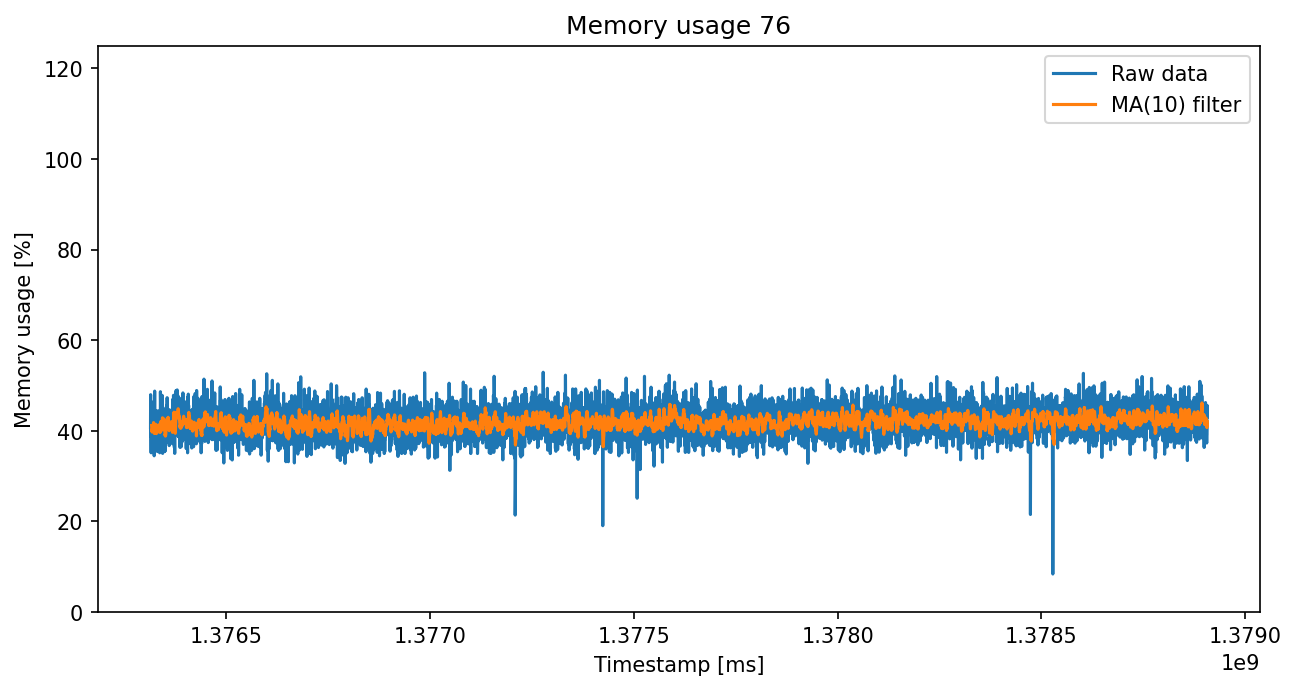 Memory usage 76
120
100
80
60
40
20
0
Memory usage [%]
Raw data
MA(10) filter
1.3765 1.3770 1.3775 1.3780 1.3785 1.3790
1e9
Timestamp [ms]